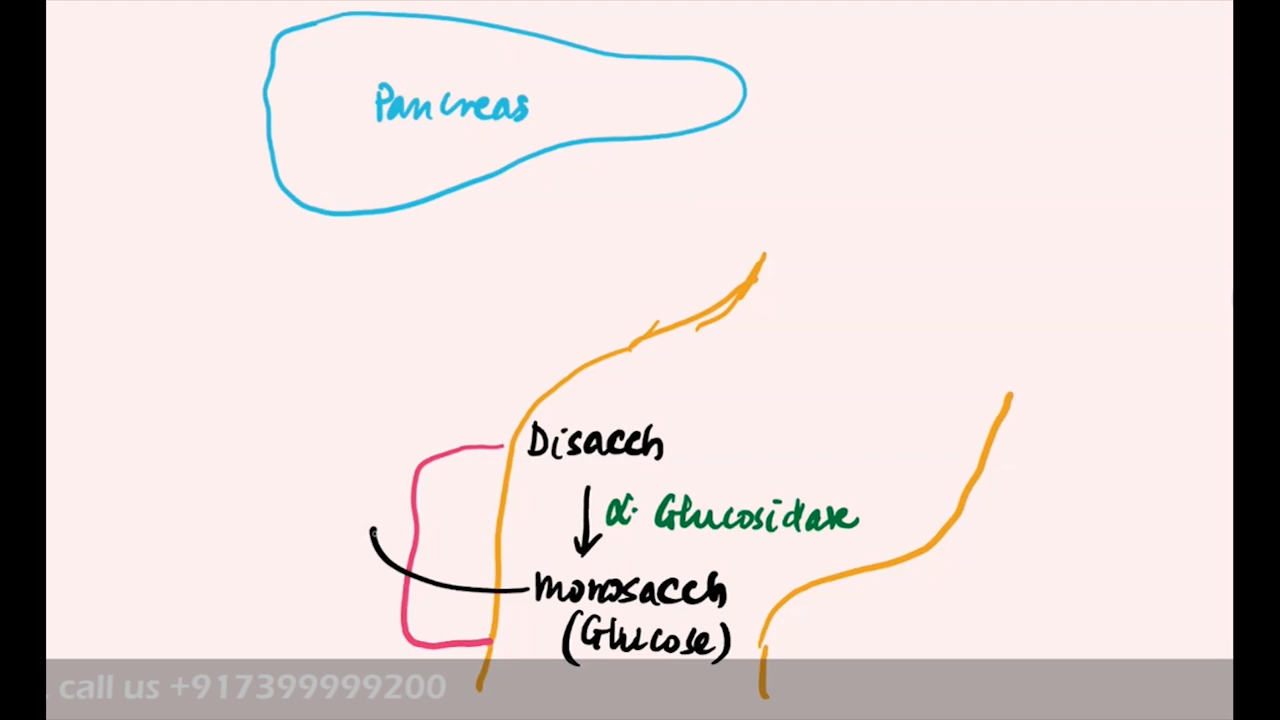 Pancreas
Disacch
α· Glucosidase
Monosacch
(Glucose)
call us +917399999200